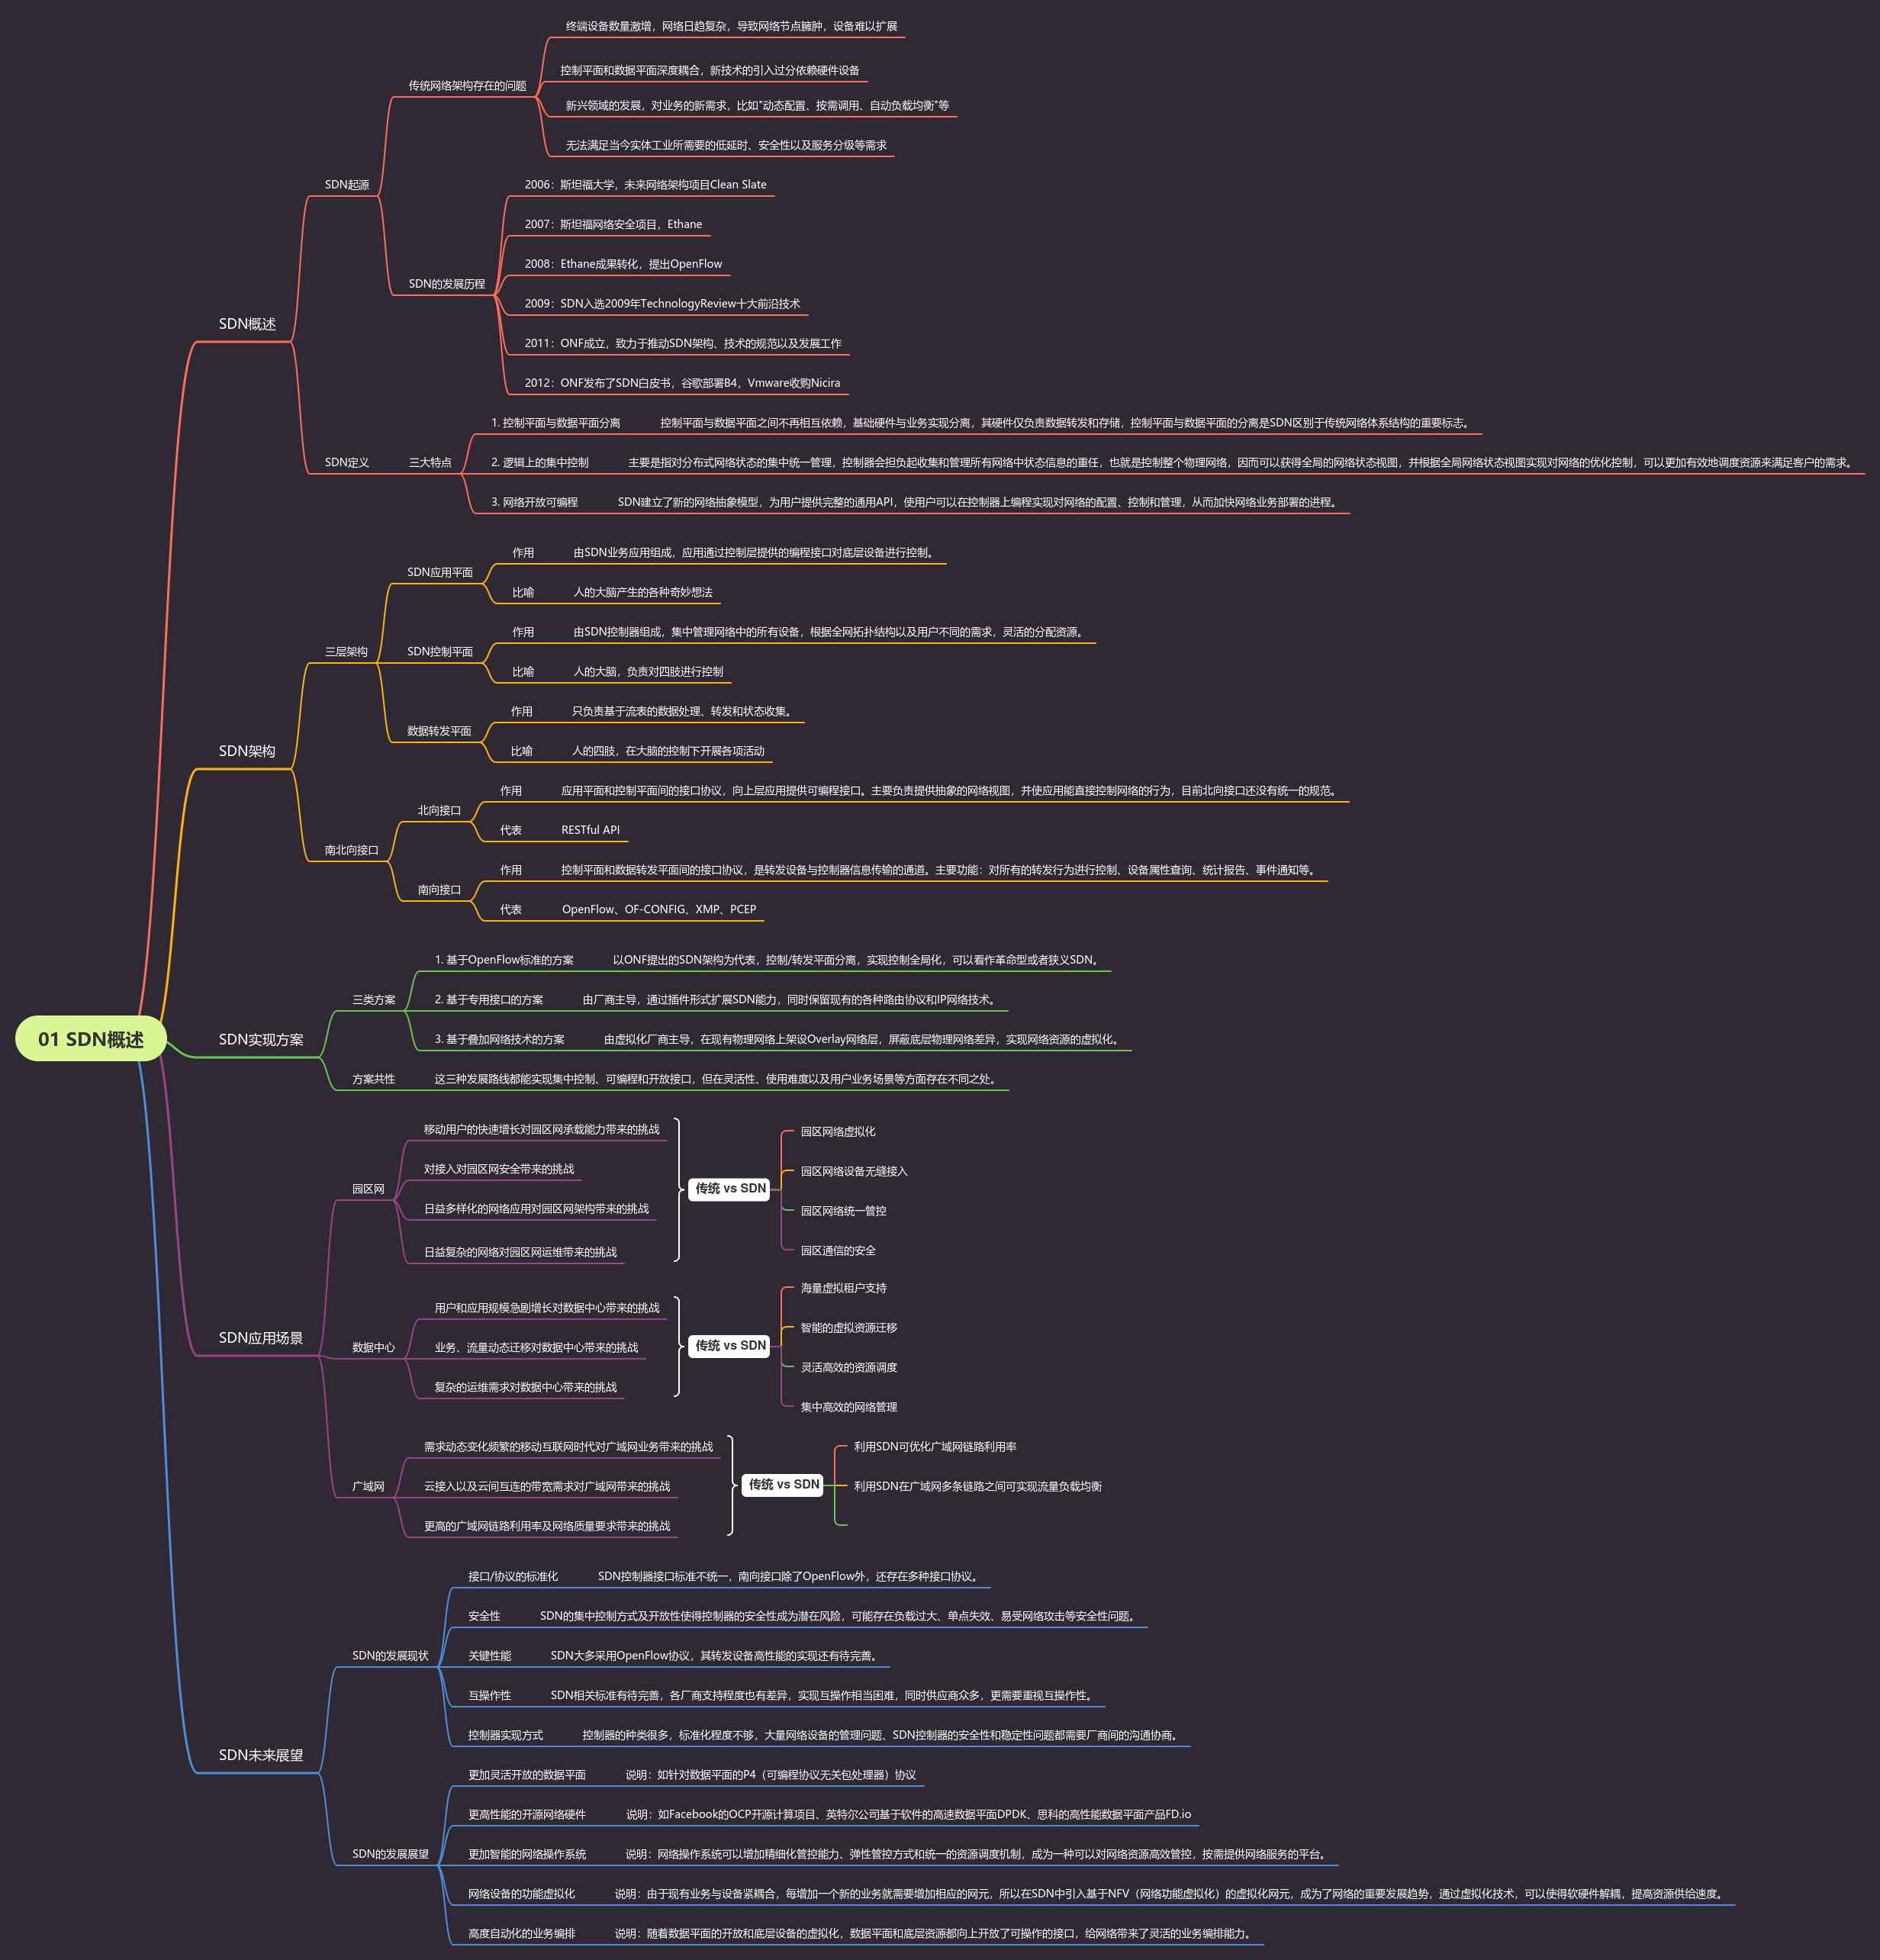 01 SDN概述
SDN概述
SDN起源
传统网络架构存在的问题
终端设备数量激增，网络日趋复杂，导致网络节点臃肿，设备难以扩展
控制平面和数据平面深度耦合，新技术的引入过分依赖硬件设备
新兴领域的发展，对业务的新需求，比如"动态配置、按需调用、自动负载均衡"等
无法满足当今实体工业所需要的低延时、安全性以及服务分级等需求
SDN的发展历程
2006：斯坦福大学，未来网络架构项目Clean Slate
2007：斯坦福网络安全项目，Ethane
2008：Ethane成果转化，提出OpenFlow
2009：SDN入选2009年TechnologyReview十大前沿技术
2011：ONF成立，致力于推动SDN架构、技术的规范以及发展工作
2012：ONF发布了SDN白皮书，谷歌部署B4，Vmware收购Nicira
SDN定义
三大特点
1. 控制平面与数据平面分离
控制平面与数据平面之间不再相互依赖，基础硬件与业务实现分离，其硬件仅负责数据转发和存储，控制平面与数据平面的分离是SDN区别于传统网络体系结构的重要标志。
2. 逻辑上的集中控制
主要是指对分布式网络状态的集中统一管理，控制器会担负起收集和管理所有网络中状态信息的重任，也就是控制整个物理网络，因而可以获得全局的网络状态视图，并根据全局网络状态视图实现对网络的优化控制，可以更加有效地调度资源来满足客户的需求。
3. 网络开放可编程
SDN建立了新的网络抽象模型，为用户提供完整的通用API，使用户可以在控制器上编程实现对网络的配置、控制和管理，从而加快网络业务部署的进程。
SDN架构
三层架构
SDN应用平面
作用
由SDN业务应用组成，应用通过控制层提供的编程接口对底层设备进行控制。
比喻
人的大脑产生的各种奇妙想法
SDN控制平面
作用
由SDN控制器组成，集中管理网络中的所有设备，根据全网拓扑结构以及用户不同的需求，灵活的分配资源。
比喻
人的大脑，负责对四肢进行控制
数据转发平面
作用
只负责基于流表的数据处理、转发和状态收集。
比喻
人的四肢，在大脑的控制下开展各项活动
南北向接口
北向接口
作用
应用平面和控制平面间的接口协议，向上层应用提供可编程接口。主要负责提供抽象的网络视图，并使应用能直接控制网络的行为，目前北向接口还没有统一的规范。
代表
RESTful API
南向接口
作用
控制平面和数据转发平面间的接口协议，是转发设备与控制器信息传输的通道。主要功能：对所有的转发行为进行控制、设备属性查询、统计报告、事件通知等。
代表
OpenFlow、OF-CONFIG、XMP、PCEP
SDN实现方案
三类方案
1. 基于OpenFlow标准的方案
以ONF提出的SDN架构为代表，控制/转发平面分离，实现控制全局化，可以看作革命型或者狭义SDN。
2. 基于专用接口的方案
由厂商主导，通过插件形式扩展SDN能力，同时保留现有的各种路由协议和IP网络技术。
3. 基于叠加网络技术的方案
由虚拟化厂商主导，在现有物理网络上架设Overlay网络层，屏蔽底层物理网络差异，实现网络资源的虚拟化。
方案共性
这三种发展路线都能实现集中控制、可编程和开放接口，但在灵活性、使用难度以及用户业务场景等方面存在不同之处。
SDN应用场景
园区网
移动用户的快速增长对园区网承载能力带来的挑战
对接入对园区网安全带来的挑战
日益多样化的网络应用对园区网架构带来的挑战
日益复杂的网络对园区网运维带来的挑战
传统 vs SDN
园区网络虚拟化
园区网络设备无缝接入
园区网络统一管控
园区通信的安全
数据中心
用户和应用规模急剧增长对数据中心带来的挑战
业务、流量动态迁移对数据中心带来的挑战
复杂的运维需求对数据中心带来的挑战
传统 vs SDN
海量虚拟租户支持
智能的虚拟资源迁移
灵活高效的资源调度
集中高效的网络管理
广域网
需求动态变化频繁的移动互联网时代对广域网业务带来的挑战
云接入以及云间互连的带宽需求对广域网带来的挑战
更高的广域网链路利用率及网络质量要求带来的挑战
传统 vs SDN
利用SDN可优化广域网链路利用率
利用SDN在广域网多条链路之间可实现流量负载均衡
SDN未来展望
SDN的发展现状
接口/协议的标准化
SDN控制器接口标准不统一，南向接口除了OpenFlow外，还存在多种接口协议。
安全性
SDN的集中控制方式及开放性使得控制器的安全性成为潜在风险，可能存在负载过大、单点失效、易受网络攻击等安全性问题。
关键性能
SDN大多采用OpenFlow协议，其转发设备高性能的实现还有待完善。
互操作性
SDN相关标准有待完善，各厂商支持程度也有差异，实现互操作相当困难，同时供应商众多，更需要重视互操作性。
控制器实现方式
控制器的种类很多，标准化程度不够，大量网络设备的管理问题、SDN控制器的安全性和稳定性问题都需要厂商间的沟通协商。
SDN的发展展望
更加灵活开放的数据平面
说明：如针对数据平面的P4（可编程协议无关包处理器）协议
更高性能的开源网络硬件
说明：如Facebook的OCP开源计算项目、英特尔公司基于软件的高速数据平面DPDK、思科的高性能数据平面产品FD.io
更加智能的网络操作系统
说明：网络操作系统可以增加精细化管控能力、弹性管控方式和统一的资源调度机制，成为一种可以对网络资源高效管控，按需提供网络服务的平台。
网络设备的功能虚拟化
说明：由于现有业务与设备紧耦合，每增加一个新的业务就需要增加相应的网元，所以在SDN中引入基于NFV（网络功能虚拟化）的虚拟化网元，成为了网络的重要发展趋势，通过虚拟化技术，可以使得软硬件解耦，提高资源供给速度。
高度自动化的业务编排
说明：随着数据平面的开放和底层设备的虚拟化，数据平面和底层资源都向上开放了可操作的接口，给网络带来了灵活的业务编排能力。